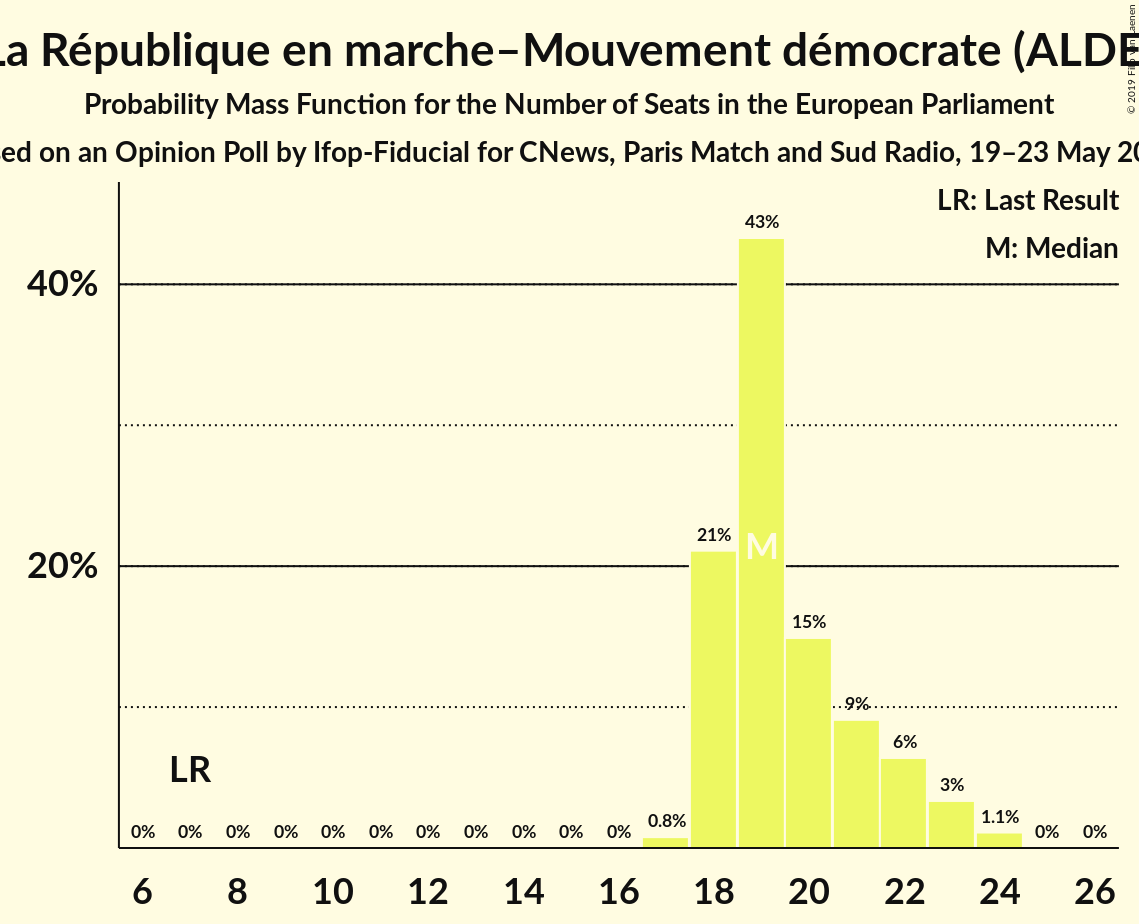 La République en marche–Mouvement démocrate (ALDE
Probability Mass Function for the Number of Seats in the European Parliament
sed on an Opinion Poll by Ifop-Fiducial for CNews, Paris Match and Sud Radio, 19–23 May 20
© 2019
LR: Last Result
M: Median
43%
40%
21%
M
20%
15%
9%
6%
LR
3%
0% 0% 0% 0% 0% 0% 0% 0% 0% 0% 0% 0.8% 1.1% 0% 0%
6 8 10 12 14 16 18 20 22 24 26